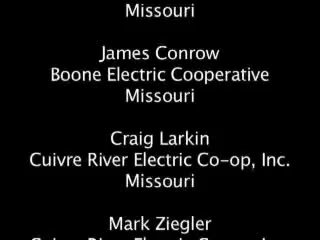 Missouri
James Conrow
Boone Electric Cooperative
Missouri
Craig Larkin
Cuivre River Electric Co-op, Inc.
Missouri
Mark Ziegler